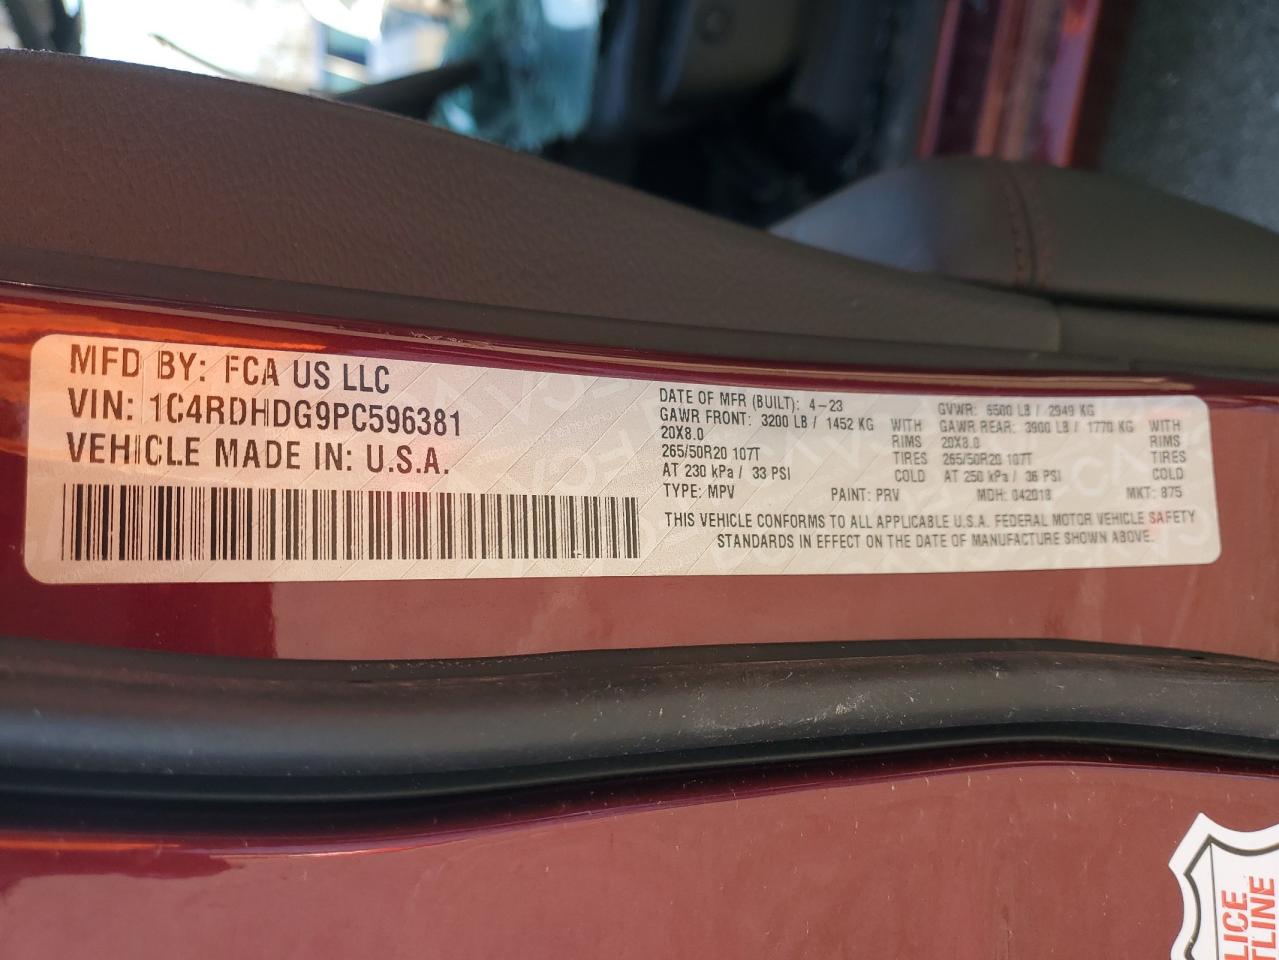 MFD BY: FCA US LLC
VIN: 1C4RDHDG9PC596381
VEHICLE MADE IN: U.S.A.
DATE OF MFR (BUILT): 4-23 GVWR: 6500 LB / 2949 KG
GAWR FRONT: 3200 LB / 1452 KG WITH GAWR REAR: 3900 LB / 1770 KG WITH
20X8.0 RIMS 20X8.0 RIMS
265/50R20 107T TIRES 265/50R20 107T TIRES
AT 230 kPa / 33 PSI COLD AT 250 kPa / 36 PSI COLD
TYPE: MPV PAINT: PRV MDH: 042018 MKT: 875
THIS VEHICLE CONFORMS TO ALL APPLICABLE U.S.A. FEDERAL MOTOR VEHICLE SAFETY
STANDARDS IN EFFECT ON THE DATE OF MANUFACTURE SHOWN ABOVE.
LICE
TLINE